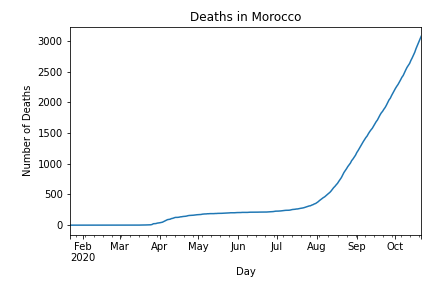 Deaths in Morocco
Number of Deaths
3000
2500
2000
1500
1000
500
0
Feb Mar Apr May Jun Jul Aug Sep Oct
2020
Day